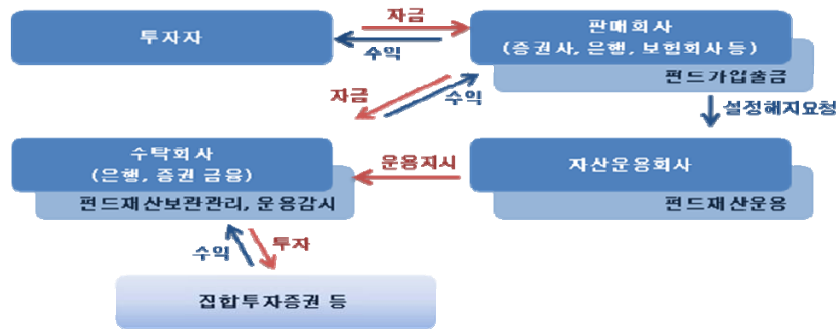 투자자
자금
수익
판매회사
(증권사, 은행, 보험회사 등)
펀드가입출금
자금
수익
설정해지요청
수탁회사
(은행, 증권 금융)
펀드재산보관관리, 운용감시
운용지시
자산운용회사
펀드재산운용
수익
투자
집합투자증권 등